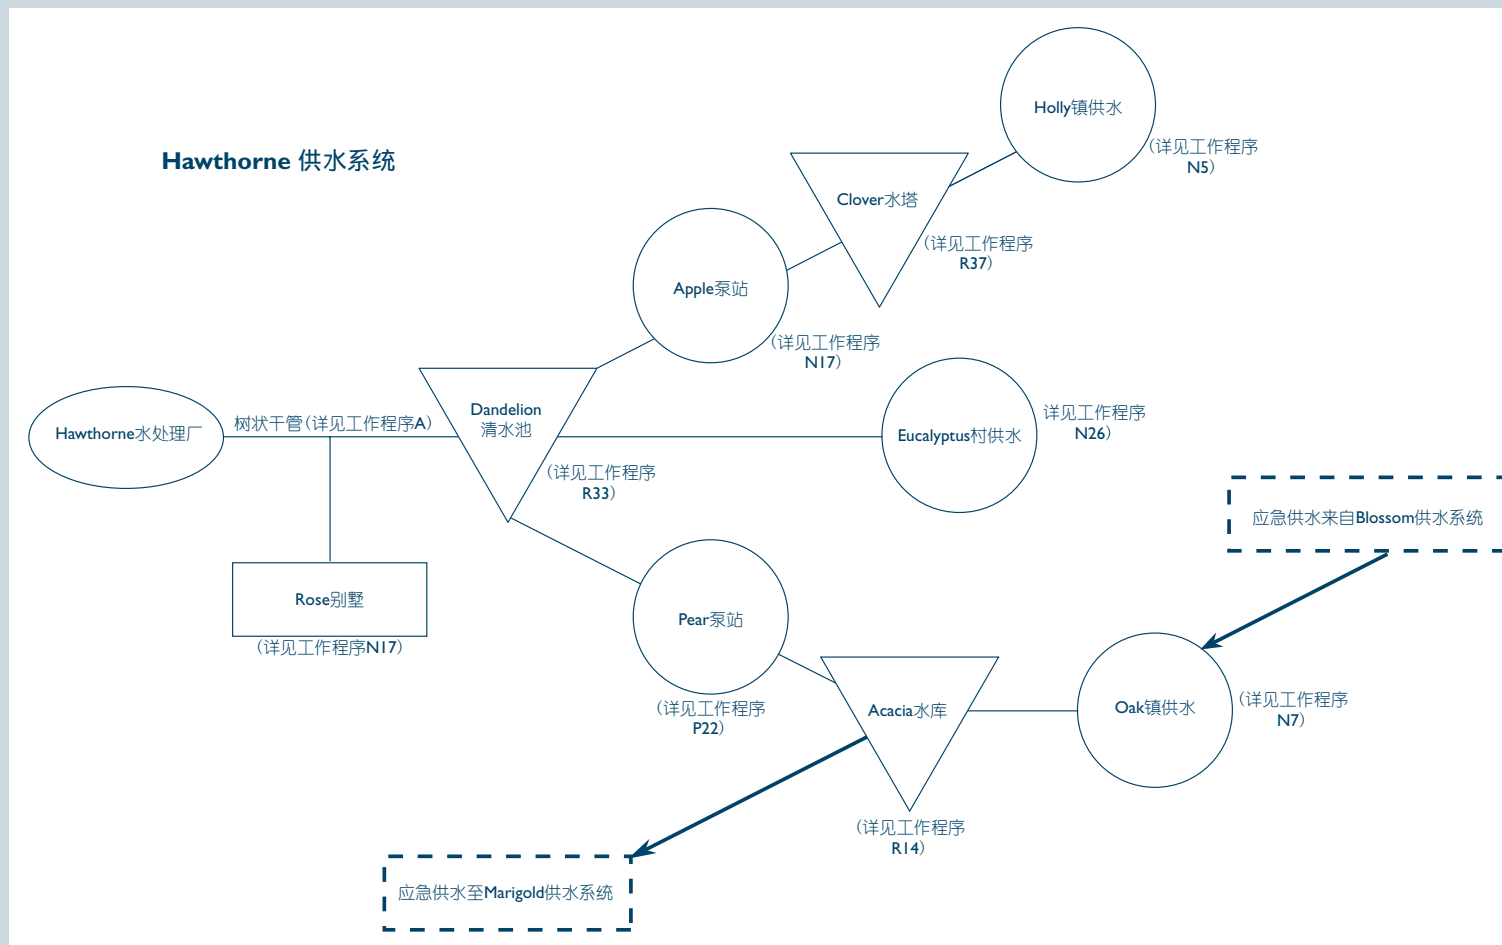 Hawthorne 供水系统
Holly镇供水
(详见工作程序
N5)
Clover水塔
(详见工作程序
R37)
Apple泵站
(详见工作程序
N17)
Hawthorne水处理厂
树状干管(详见工作程序A)
Dandelion
清水池
(详见工作程序
R33)
Eucalyptus村供水
详见工作程序
N26)
应急供水来自Blossom供水系统
Rose别墅
(详见工作程序N17)
Pear泵站
(详见工作程序
P22)
Acacia水库
(详见工作程序
R14)
Oak镇供水
(详见工作程序
N7)
应急供水至Marigold供水系统